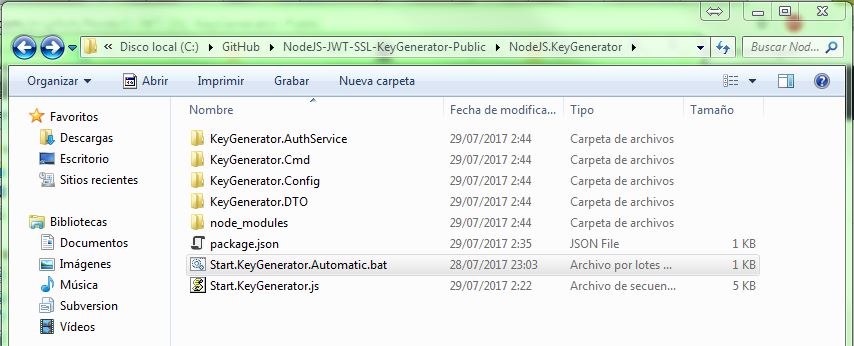 Disco local (C:) GitHub NodeJS-JWT-SSL-KeyGenerator-Public NodeJS.KeyGenerator Buscar Nod...
Organizar Abrir Imprimir Grabar Nueva carpeta
Nombre Fecha de modifica... Tipo Tamaño
Favoritos
Descargas
Escritorio
Sitios recientes
Bibliotecas
Documentos
Imágenes
Música
Subversion
Vídeos
KeyGenerator.AuthService 29/07/2017 2:44 Carpeta de archivos
KeyGenerator.Cmd 29/07/2017 2:44 Carpeta de archivos
KeyGenerator.Config 29/07/2017 2:44 Carpeta de archivos
KeyGenerator.DTO 29/07/2017 2:44 Carpeta de archivos
node_modules 29/07/2017 2:44 Carpeta de archivos
package.json 29/07/2017 2:35 JSON File 1 KB
Start.KeyGenerator.Automatic.bat 28/07/2017 23:03 Archivo por lotes ... 1 KB
Start.KeyGenerator.js 29/07/2017 2:22 Archivo de secuen... 5 KB